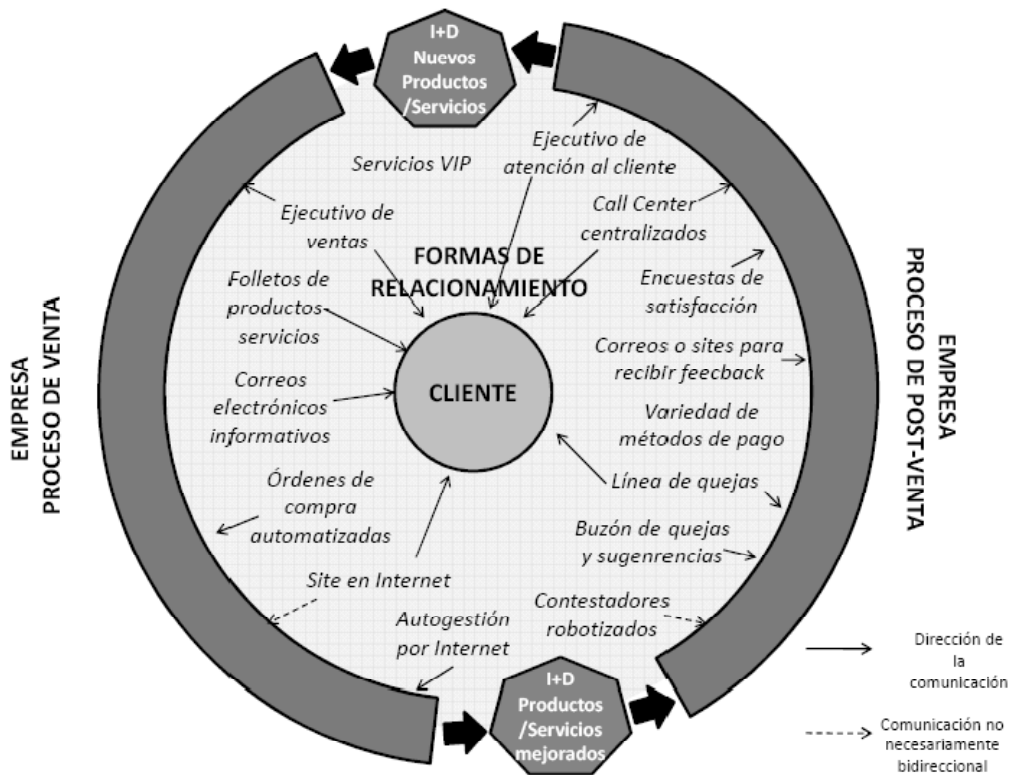 I+D
Nuevos
Productos
/Servicios
Servicios VIP
Ejecutivo de
atención al cliente
Ejecutivo de
ventas
Call Center
centralizados
FORMAS DE
RELACIONAMIENTO
Folletos de
productos
servicios
Encuestas de
satisfacción
Correos o sites para
recibir feecback
CLIENTE
Correos
electrónicos
informativos
Variedad de
métodos de pago
Órdenes de
compra
automatizadas
Línea de quejas
Buzón de quejas
y sugenrencias
Site en Internet
Contestadores
robotizados
Autogestión
por Internet
I+D
Productos
/Servicios
mejorados
EMPRESA
PROCESO DE VENTA
EMPRESA
PROCESO DE POST-VENTA
Dirección de
la
comunicación
Comunicación no
necesariamente
bidireccional